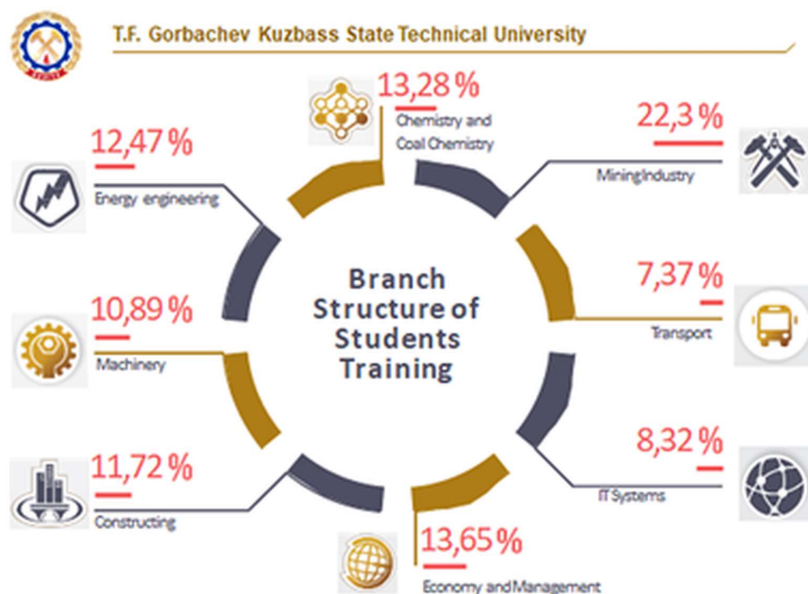 T.F. Gorbachev Kuzbass State Technical University
13,28 %
Chemistry and
Coal Chemistry
22,3 %
Mining Industry
12,47 %
Energy engineering
7,37 %
Transport
Branch
Structure of
Students
Training
10,89 %
Machinery
8,32 %
IT Systems
11,72 %
Constructing
13,65 %
Economy and Management